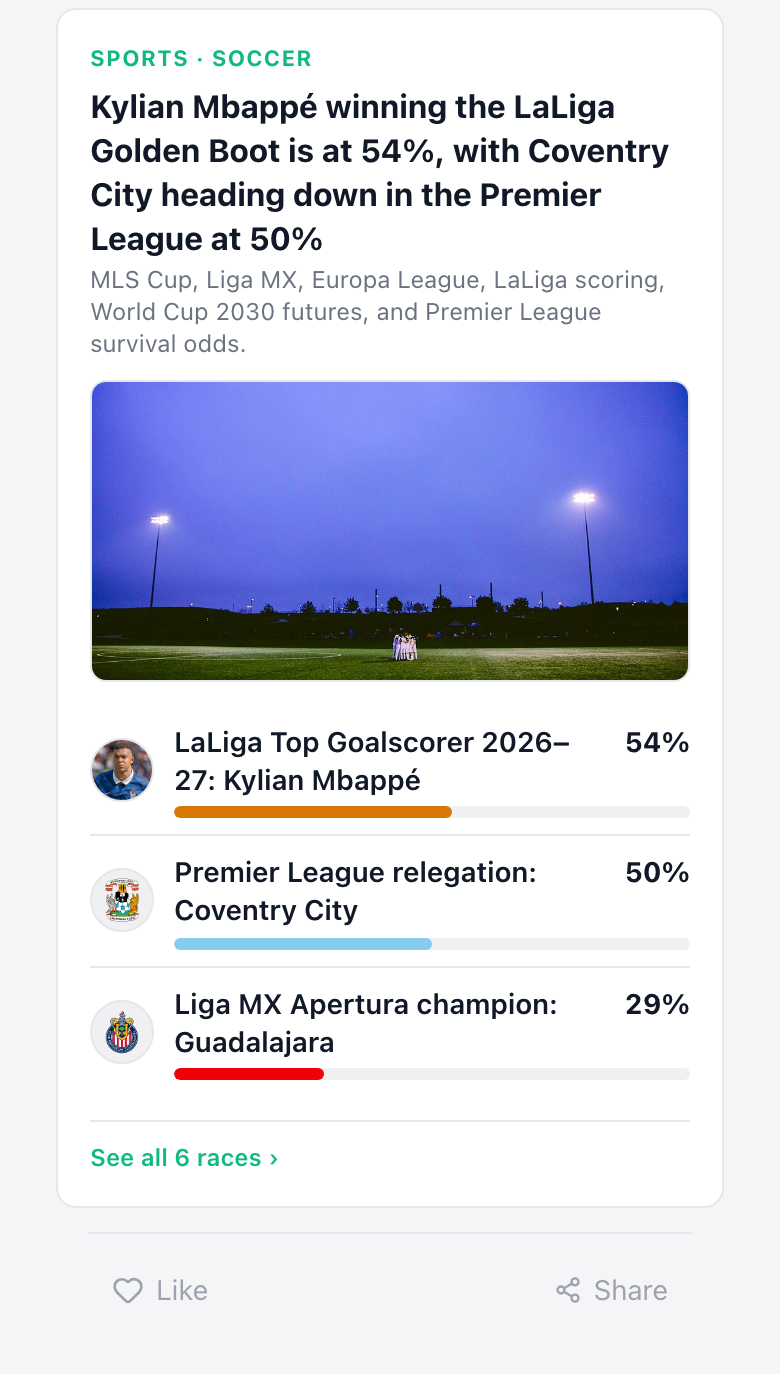 SPORTS · SOCCER
Kylian Mbappé winning the LaLiga
Golden Boot is at 54%, with Coventry
City heading down in the Premier
League at 50%
MLS Cup, Liga MX, Europa League, LaLiga scoring,
World Cup 2030 futures, and Premier League
survival odds.
LaLiga Top Goalscorer 2026– 54%
27: Kylian Mbappé
Premier League relegation: 50%
Coventry City
Liga MX Apertura champion: 29%
Guadalajara
See all 6 races ›
Like Share